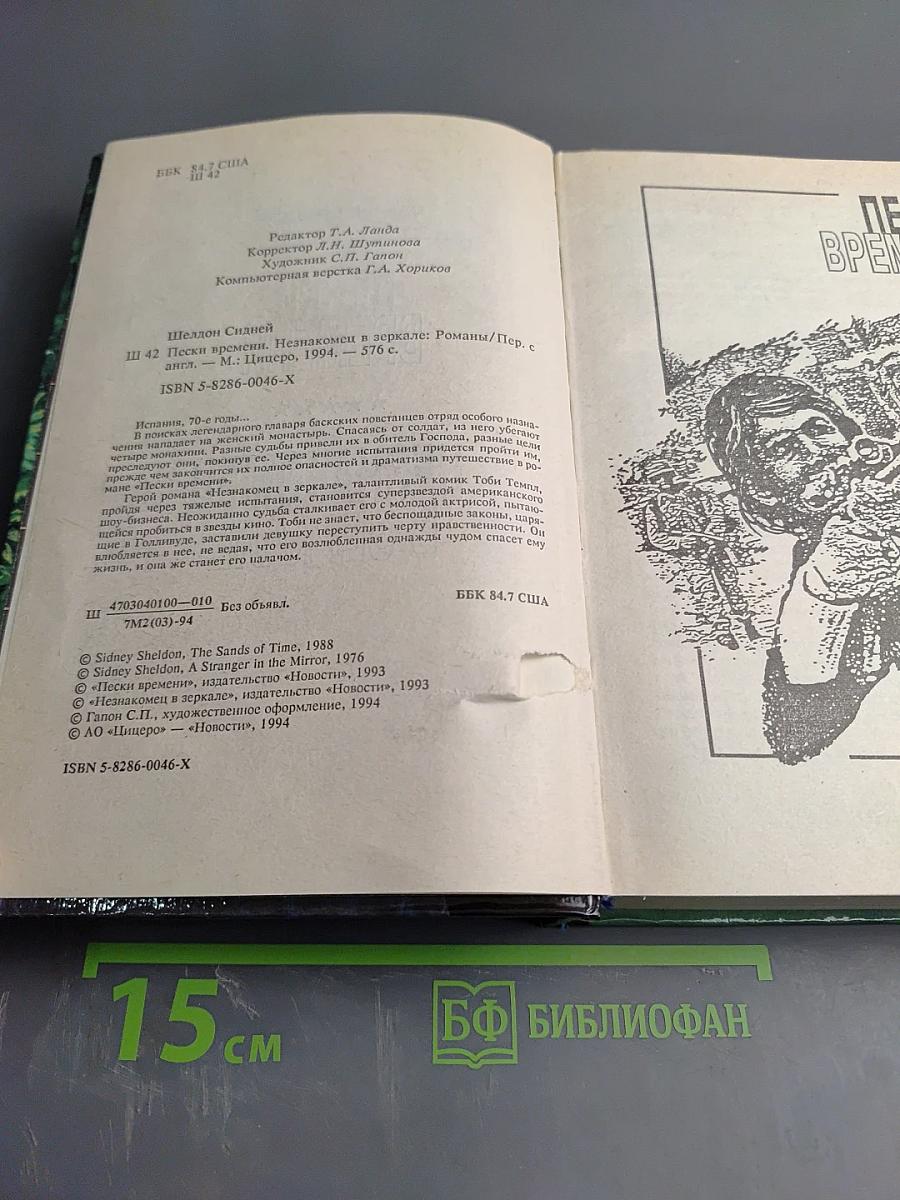 ББК 84.7 США
Ш 42
Редактор Т.А. Ланда
Корректор Л.Н. Шутинова
Художник С.П. Гапон
Компьютерная верстка Г.А. Хориков
Шелдон Сидней
Ш 42 Пески времени. Незнакомец в зеркале: Романы/Пер. с
англ. — М.: Цицеро, 1994. — 576 с.
ISBN 5-8286-0046-X
Испания, 70-е годы...
В поисках легендарного главаря баскских повстанцев отряд особого назна-
чения нападает на женский монастырь. Спасаясь от солдат, из него убегают
четыре монахини. Разные судьбы привели их в обитель Господа, разные цели
преследуют они, покинув ее. Через многие испытания придется пройти им,
прежде чем закончится их полное опасностей и драматизма путешествие в ро-
мане «Пески времени».
Герой романа «Незнакомец в зеркале», талантливый комик Тоби Темпл,
пройдя через тяжелые испытания, становится суперзвездой американского
шоу-бизнеса. Неожиданно судьба сталкивает его с молодой актрисой, пытаю-
щейся пробиться в звезды кино. Тоби не знает, что беспощадные законы, царя-
щие в Голливуде, заставили девушку переступить черту нравственности. Он
влюбляется в нее, не ведая, что его возлюбленная однажды чудом спасет ему
жизнь, и она же станет его палачом.
Ш 4703040100—010 Без объявл.
7М2(03)-94
ББК 84.7 США
© Sidney Sheldon, The Sands of Time, 1988
© Sidney Sheldon, A Stranger in the Mirror, 1976
© «Пески времени», издательство «Новости», 1993
© «Незнакомец в зеркале», издательство «Новости», 1993
© Гапон С.П., художественное оформление, 1994
© АО «Цицеро» — «Новости», 1994
ISBN 5-8286-0046-X
ПЕ
ВРЕМ
15 см
БФ БИБЛИОФАН